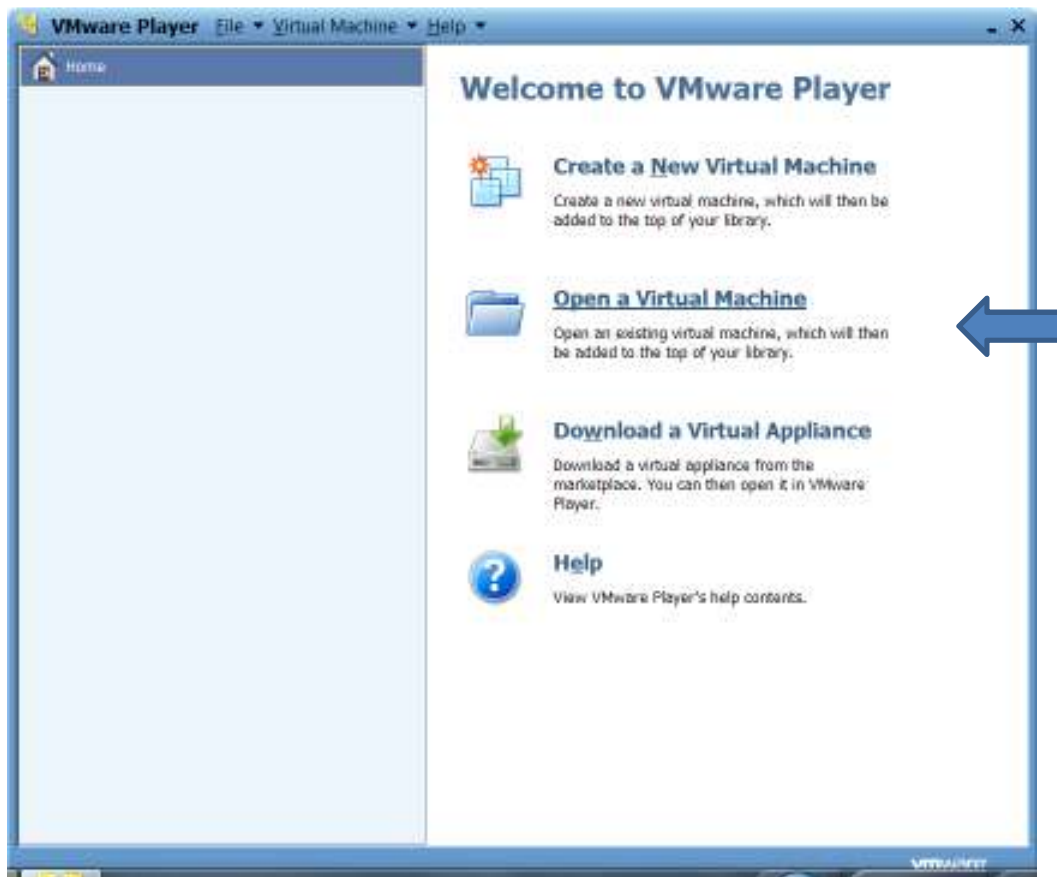 VMware Player File Virtual Machine Help
Home
Welcome to VMware Player
Create a New Virtual Machine
Create a new virtual machine, which will then be
added to the top of your library.
Open a Virtual Machine
Open an existing virtual machine, which will then
be added to the top of your library.
Download a Virtual Appliance
Download a virtual appliance from the
marketplace. You can then open it in VMware
Player.
Help
View VMware Player's help contents.
vmware